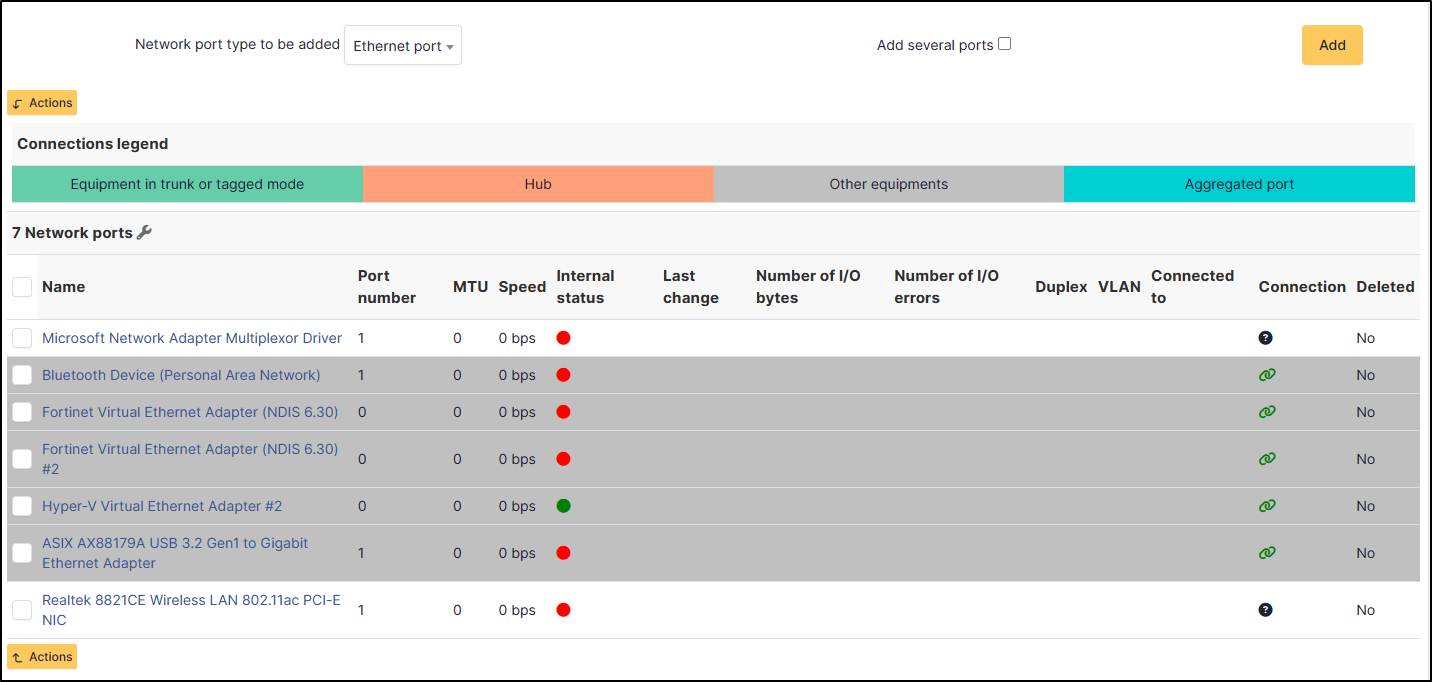 Network port type to be added Ethernet port Add several ports Add
Actions
Connections legend
Equipment in trunk or tagged mode Hub Other equipments Aggregated port
7 Network ports
Name Port number MTU Speed Internal status Last change Number of I/O bytes Number of I/O errors Duplex VLAN Connected to Connection Deleted
Microsoft Network Adapter Multiplexor Driver 1 0 0 bps No
Bluetooth Device (Personal Area Network) 1 0 0 bps No
Fortinet Virtual Ethernet Adapter (NDIS 6.30) 0 0 0 bps No
Fortinet Virtual Ethernet Adapter (NDIS 6.30) #2 0 0 0 bps No
Hyper-V Virtual Ethernet Adapter #2 0 0 0 bps No
ASIX AX88179A USB 3.2 Gen1 to Gigabit Ethernet Adapter 1 0 0 bps No
Realtek 8821CE Wireless LAN 802.11ac PCI-E NIC 1 0 0 bps No
Actions